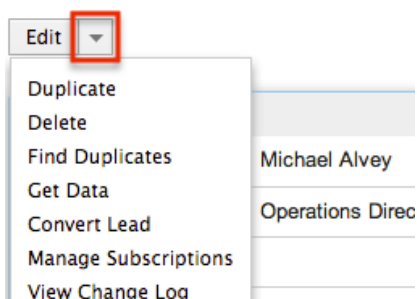 Edit
Duplicate
Delete
Find Duplicates
Michael Alvey
Get Data
Operations Direc
Convert Lead
Manage Subscriptions
View Change Log